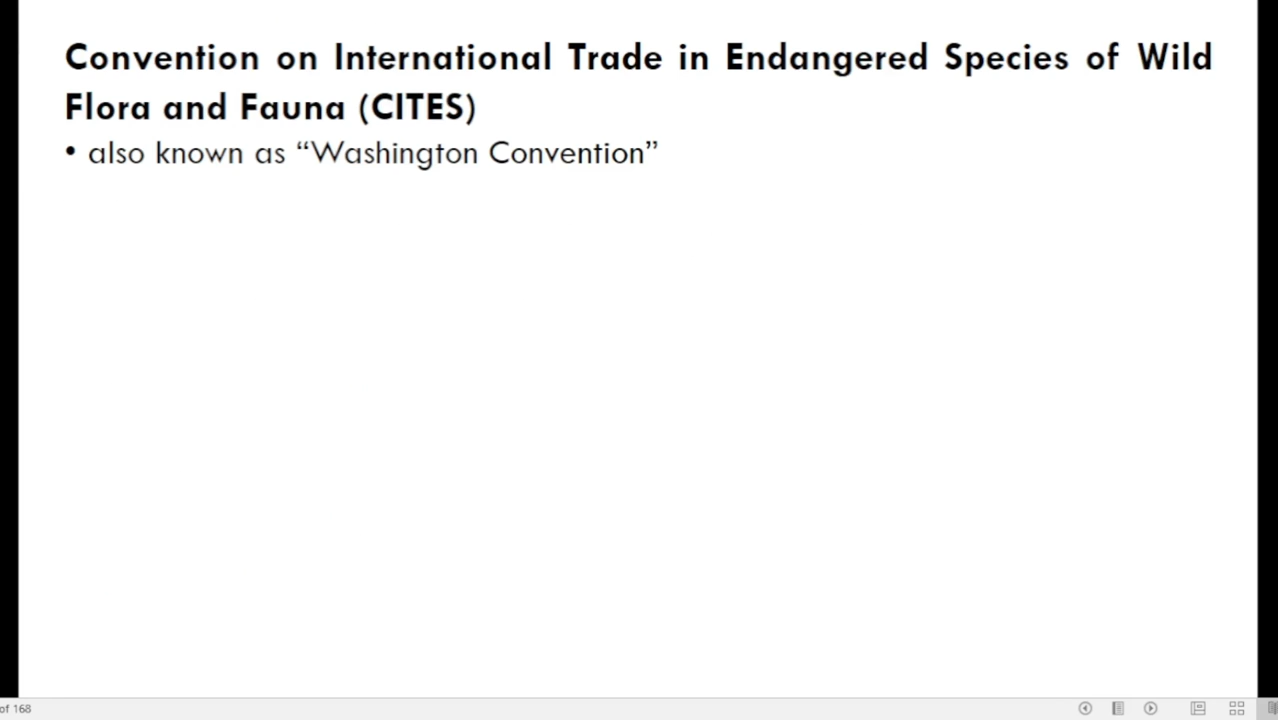 Convention on International Trade in Endangered Species of Wild
Flora and Fauna (CITES)
• also known as “Washington Convention”
of 168